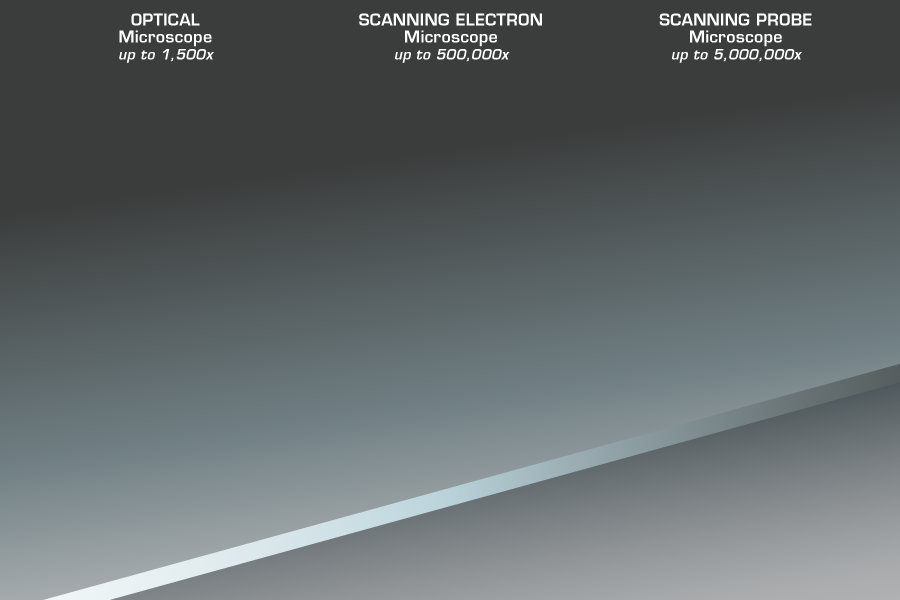 OPTICAL
Microscope
up to 1,500x
SCANNING ELECTRON
Microscope
up to 500,000x
SCANNING PROBE
Microscope
up to 5,000,000x